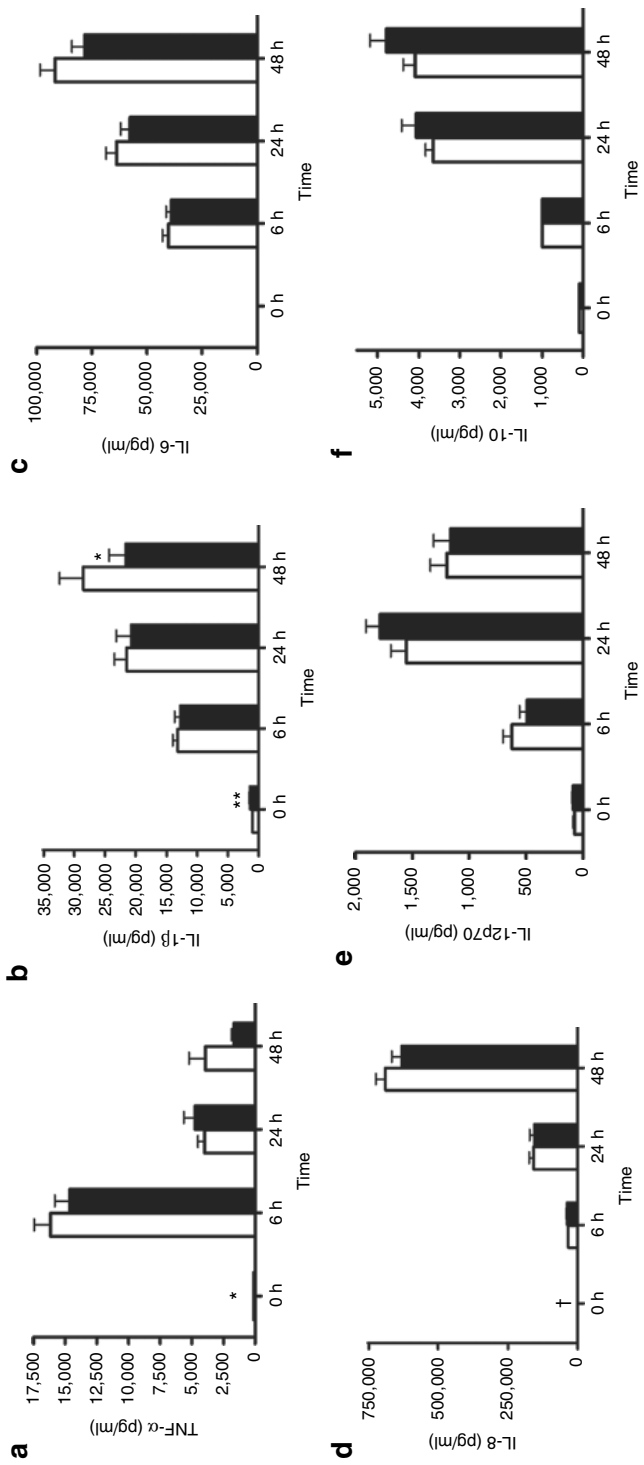 a
TNF-α (pg/ml)
17,500
15,000
12,500
10,000
7,500
5,000
2,500
0
*
0 h
6 h
24 h
48 h
Time
b
IL-1β (pg/ml)
35,000
30,000
25,000
20,000
15,000
10,000
5,000
0
**
*
0 h
6 h
24 h
48 h
Time
c
IL-6 (pg/ml)
100,000
75,000
50,000
25,000
0
0 h
6 h
24 h
48 h
Time
d
IL-8 (pg/ml)
750,000
500,000
250,000
0
†
0 h
6 h
24 h
48 h
Time
e
IL-12p70 (pg/ml)
2,000
1,500
1,000
500
0
0 h
6 h
24 h
48 h
Time
f
IL-10 (pg/ml)
5,000
4,000
3,000
2,000
1,000
0
0 h
6 h
24 h
48 h
Time